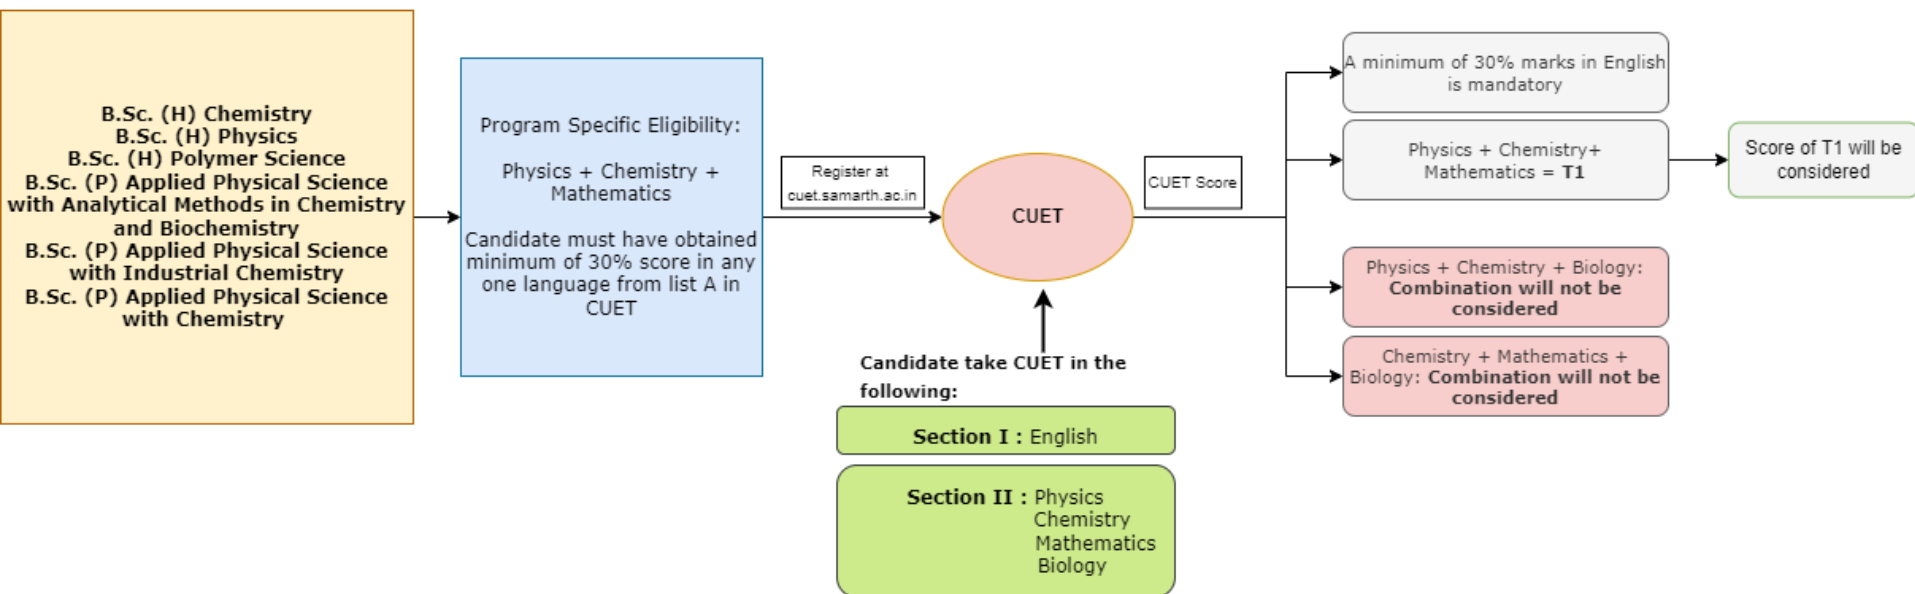 B.Sc. (H) Chemistry
B.Sc. (H) Physics
B.Sc. (H) Polymer Science
B.Sc. (P) Applied Physical Science
with Analytical Methods in Chemistry
and Biochemistry
B.Sc. (P) Applied Physical Science
with Industrial Chemistry
B.Sc. (P) Applied Physical Science
with Chemistry
Program Specific Eligibility:
Physics + Chemistry +
Mathematics
Candidate must have obtained
minimum of 30% score in any
one language from list A in
CUET
Register at
cuet.samarth.ac.in
CUET
Candidate take CUET in the
following:
Section I : English
Section II : Physics
Chemistry
Mathematics
Biology
CUET Score
A minimum of 30% marks in English
is mandatory
Physics + Chemistry+
Mathematics = T1
Score of T1 will be
considered
Physics + Chemistry + Biology:
Combination will not be
considered
Chemistry + Mathematics +
Biology: Combination will not be
considered